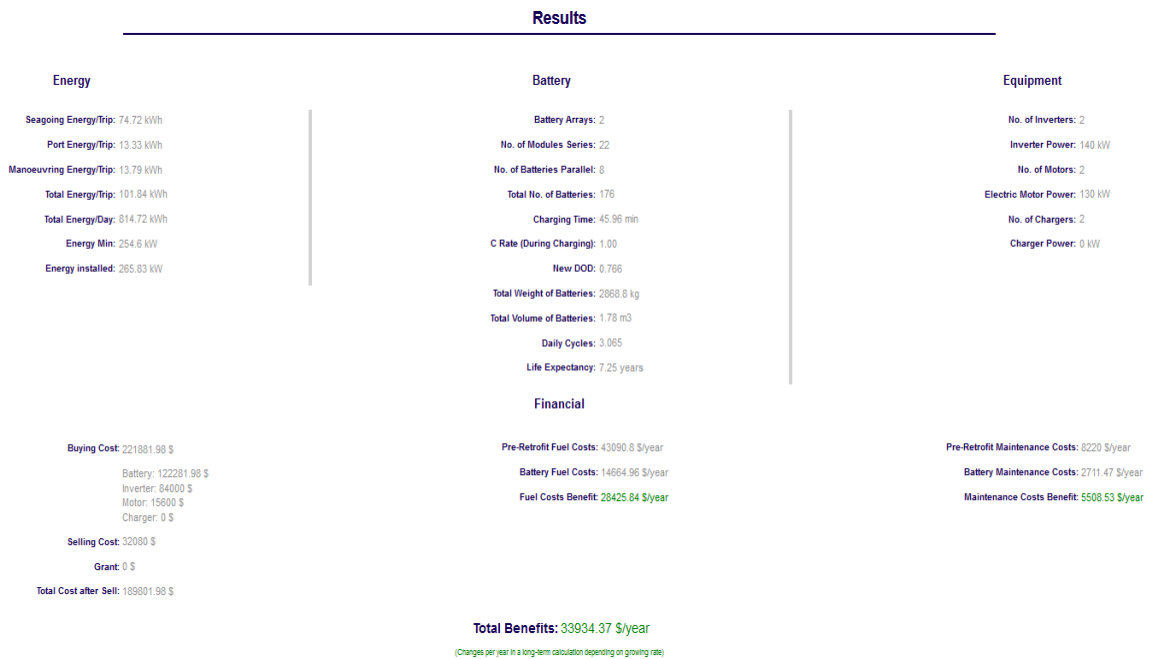 Results
Energy
Seagoing Energy/Trip: 74.72 kWh
Port Energy/Trip: 13.33 kWh
Manoeuvring Energy/Trip: 13.79 kWh
Total Energy/Trip: 101.84 kWh
Total Energy/Day: 814.72 kWh
Energy Min: 254.6 kW
Energy installed: 265.83 kW
Battery
Battery Arrays: 2
No. of Modules Series: 22
No. of Batteries Parallel: 8
Total No. of Batteries: 176
Charging Time: 45.96 min
C Rate (During Charging): 1.00
New DOD: 0.766
Total Weight of Batteries: 2868.8 kg
Total Volume of Batteries: 1.78 m3
Daily Cycles: 3.065
Life Expectancy: 7.25 years
Equipment
No. of Inverters: 2
Inverter Power: 140 kW
No. of Motors: 2
Electric Motor Power: 130 kW
No. of Chargers: 2
Charger Power: 0 kW
Financial
Buying Cost: 221881.98 $
Battery: 122281.98 $
Inverter: 84000 $
Motor: 15600 $
Charger: 0 $
Selling Cost: 32080 $
Grant: 0 $
Total Cost after Sell: 189801.98 $
Pre-Retrofit Fuel Costs: 43090.8 $/year
Battery Fuel Costs: 14664.96 $/year
Fuel Costs Benefit: 28425.84 $/year
Pre-Retrofit Maintenance Costs: 8220 $/year
Battery Maintenance Costs: 2711.47 $/year
Maintenance Costs Benefit: 5508.53 $/year
Total Benefits: 33934.37 $/year
(Changes per year in a long-term calculation depending on growing rate)